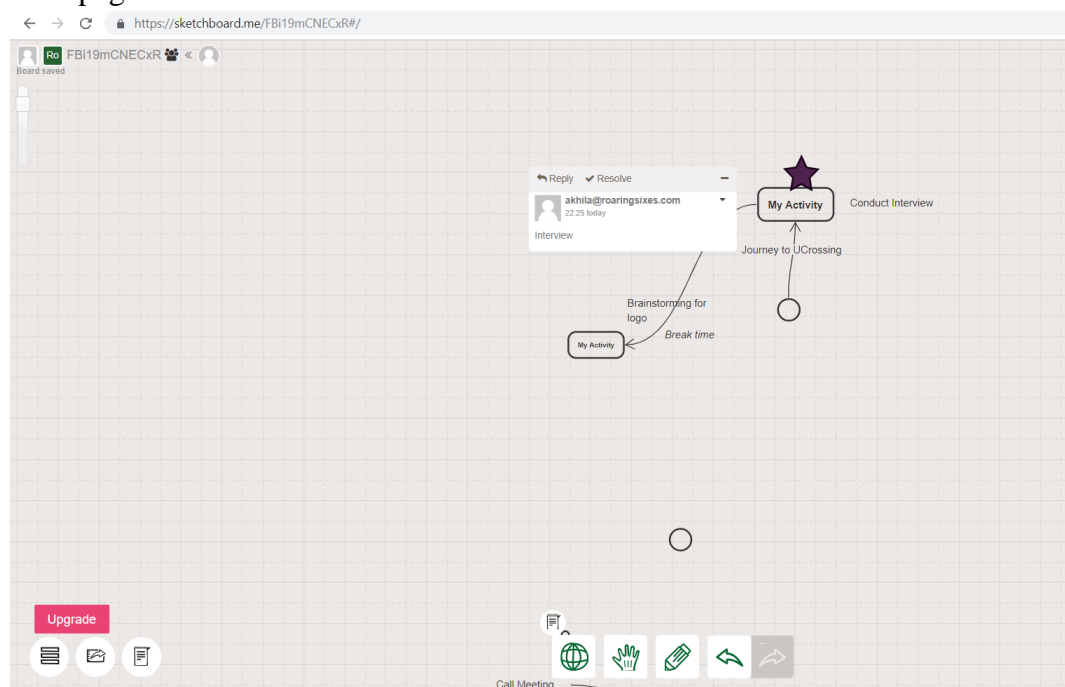 https://sketchboard.me/FBi19mCNECxR#/
Ro FBi19mCNECxR «
Board saved
Reply Resolve
akhila@roaringsixes.com
22:25 today
Interview
My Activity
Conduct Interview
Journey to UCrossing
Brainstorming for
logo
Break time
My Activity
Upgrade
Call Meeting